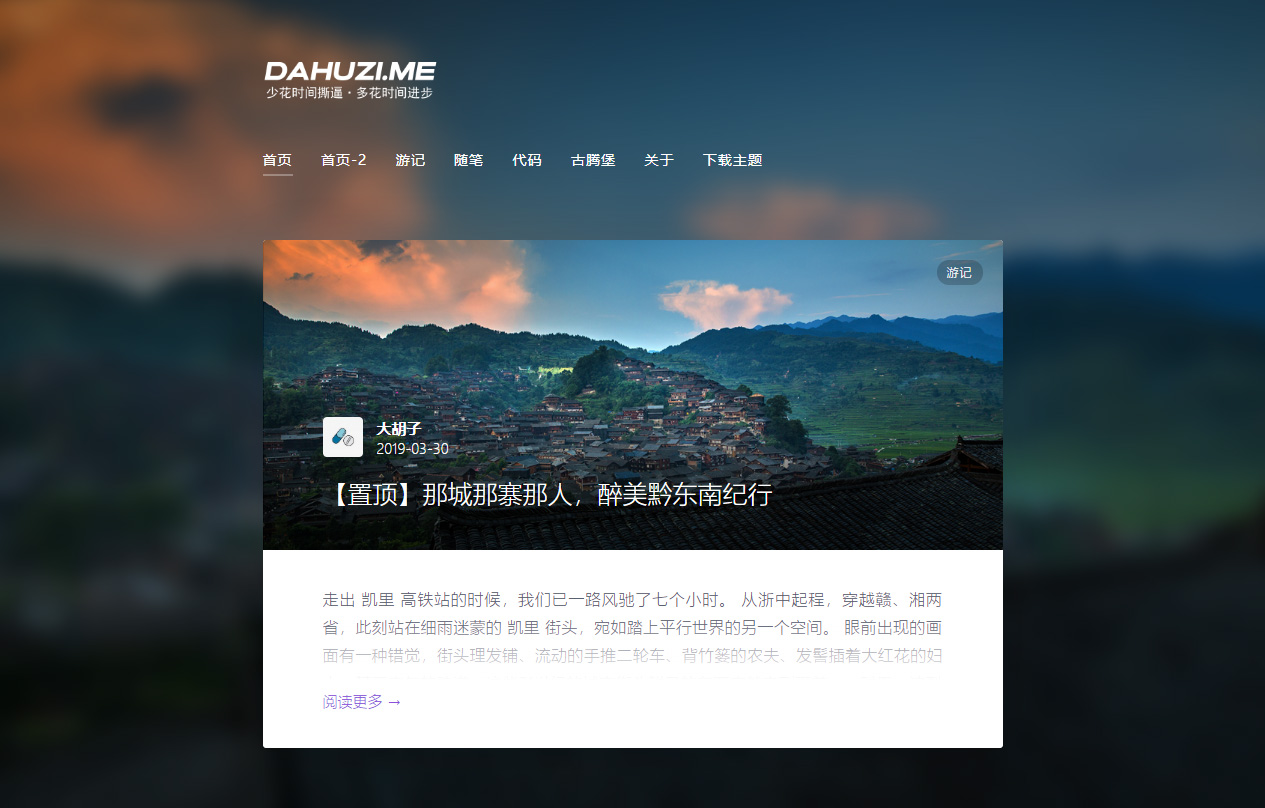 DAHUZI.ME
少花时间撕逼·多花时间进步
首页 首页-2 游记 随笔 代码 古腾堡 关于 下载主题
游记
大胡子
2019-03-30
【置顶】那城那寨那人，醉美黔东南纪行
走出 凯里 高铁站的时候，我们已一路风驰了七个小时。 从浙中起程，穿越赣、湘两
省，此刻站在细雨迷蒙的 凯里 街头，宛如踏上平行世界的另一个空间。 眼前出现的画
面有一种错觉，街头理发铺、流动的手推二轮车、背竹篓的农夫、发髻插着大红花的妇
阅读更多 →